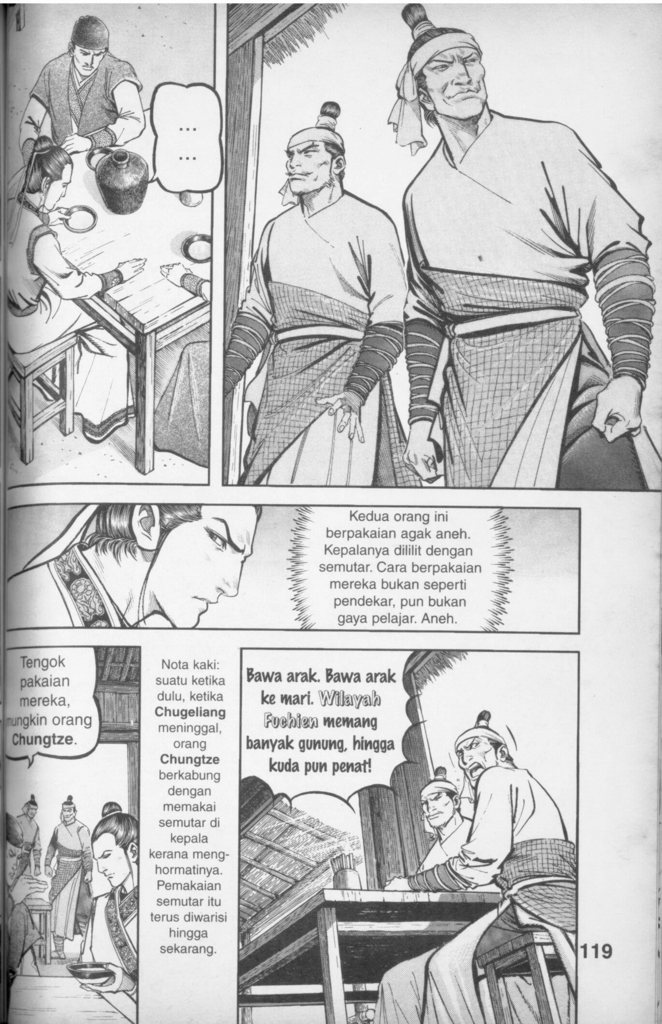 ...
...
Kedua orang ini
berpakaian agak aneh.
Kepalanya dililit dengan
semutar. Cara berpakaian
mereka bukan seperti
pendekar, pun bukan
gaya pelajar. Aneh.
Tengok
pakaian
mereka,
mungkin orang
Chungtze.
Nota kaki:
suatu ketika
dulu, ketika
Chugeliang
meninggal,
orang
Chungtze
berkabung
dengan
memakai
semutar di
kepala
kerana meng-
hormatinya.
Pemakaian
semutar itu
terus diwarisi
hingga
sekarang.
Bawa arak. Bawa arak
ke mari. Wilayah
Fuchien memang
banyak gunung, hingga
kuda pun penat!
119